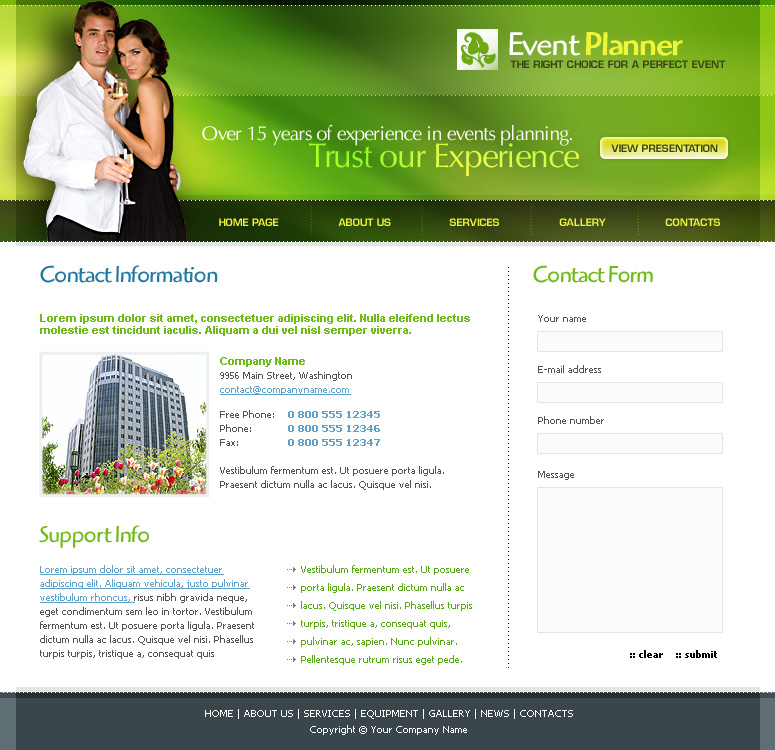 Event Planner
THE RIGHT CHOICE FOR A PERFECT EVENT
Over 15 years of experience in events planning.
Trust our Experience
VIEW PRESENTATION
HOME PAGE
ABOUT US
SERVICES
GALLERY
CONTACTS
Contact Information
Lorem ipsum dolor sit amet, consectetuer adipiscing elit. Nulla eleifend lectus
molestie est tincidunt iaculis. Aliquam a dui vel nisl semper viverra.
Company Name
9956 Main Street, Washington
contact@companyname.com
Free Phone: 0 800 555 12345
Phone: 0 800 555 12346
Fax: 0 800 555 12347
Vestibulum fermentum est. Ut posuere porta ligula.
Praesent dictum nulla ac lacus. Quisque vel nisi.
Support Info
Lorem ipsum dolor sit amet, consectetuer
adipiscing elit. Aliquam vehicula, justo pulvinar
vestibulum rhoncus, risus nibh gravida neque,
eget condimentum sem leo in tortor. Vestibulum
fermentum est. Ut posuere porta ligula. Praesent
dictum nulla ac lacus. Quisque vel nisi. Phasellus
turpis turpis, tristique a, consequat quis
Vestibulum fermentum est. Ut posuere
porta ligula. Praesent dictum nulla ac
lacus. Quisque vel nisi. Phasellus turpis
turpis, tristique a, consequat quis,
pulvinar ac, sapien. Nunc pulvinar.
Pellentesque rutrum risus eget pede.
Contact Form
Your name
E-mail address
Phone number
Message
:: clear :: submit
HOME | ABOUT US | SERVICES | EQUIPMENT | GALLERY | NEWS | CONTACTS
Copyright © Your Company Name